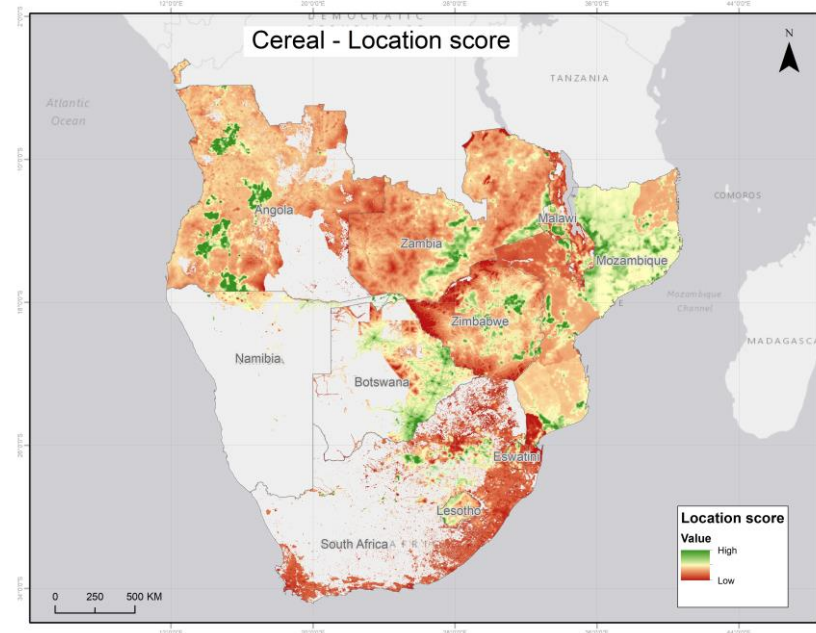 DEMOCRATIC
Cereal - Location score
N
TANZANIA
Atlantic
Ocean
COMOROS
Angola
Malawi
Zambia
Mozambique
Mozambique
Channel
Zimbabwe
MADAGASCA
Namibia
Botswana
Eswatini
Lesotho
South Africa
Location score
Value
High
Low
0 250 500 KM